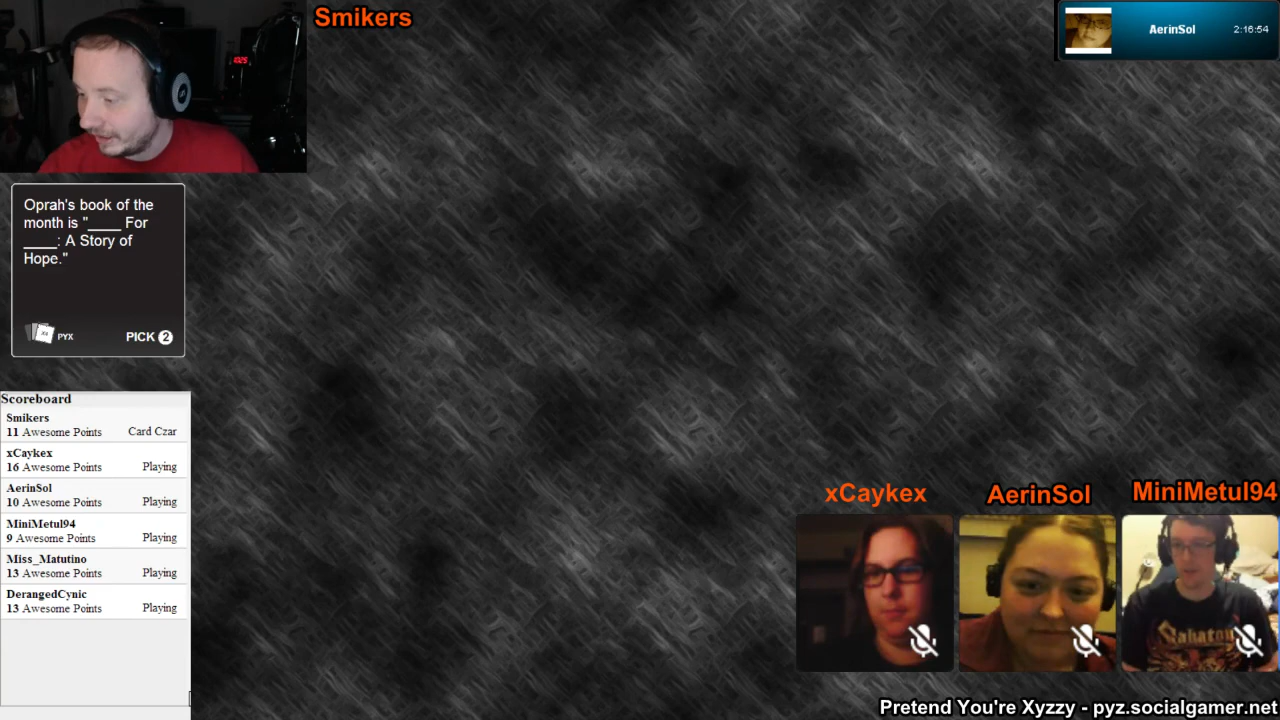 Smikers
AerinSol
2:16:54
1025
Oprah's book of the
month is "____ For
____: A Story of
Hope."
PYX
PICK 2
Scoreboard
Smikers
11 Awesome Points Card Czar
xCaykex
16 Awesome Points Playing
AerinSol
10 Awesome Points Playing
MiniMetul94
9 Awesome Points Playing
Miss_Matutino
13 Awesome Points Playing
DerangedCynic
13 Awesome Points Playing
xCaykex
AerinSol
MiniMetul94
Sabaton
Pretend You're Xyzzy - pyz.socialgamer.net